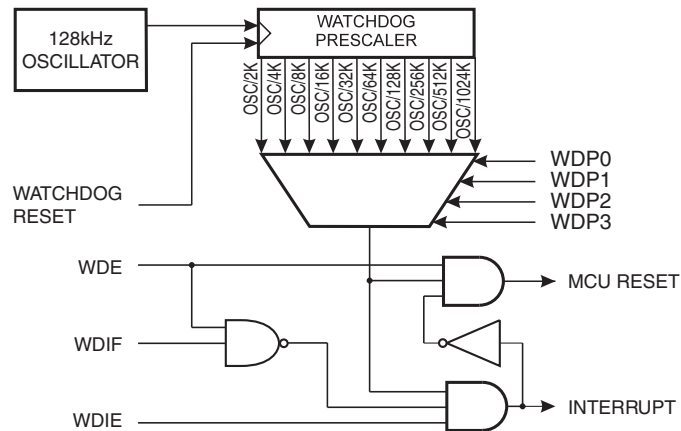 128kHz
OSCILLATOR
WATCHDOG
PRESCALER
OSC/2K
OSC/4K
OSC/8K
OSC/16K
OSC/32K
OSC/64K
OSC/128K
OSC/256K
OSC/512K
OSC/1024K
WDP0
WDP1
WDP2
WDP3
WATCHDOG
RESET
WDE
MCU RESET
WDIF
INTERRUPT
WDIE